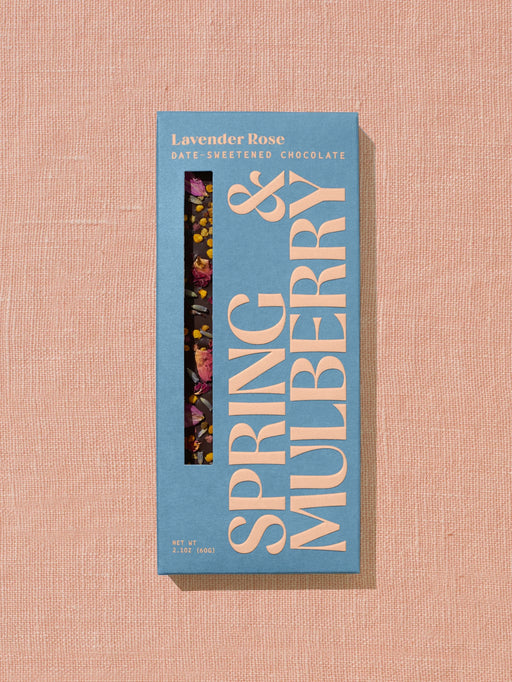 Lavender Rose
DATE-SWEETENED CHOCOLATE
SPRING &
MULBERRY
NET WT
2.1OZ (60G)